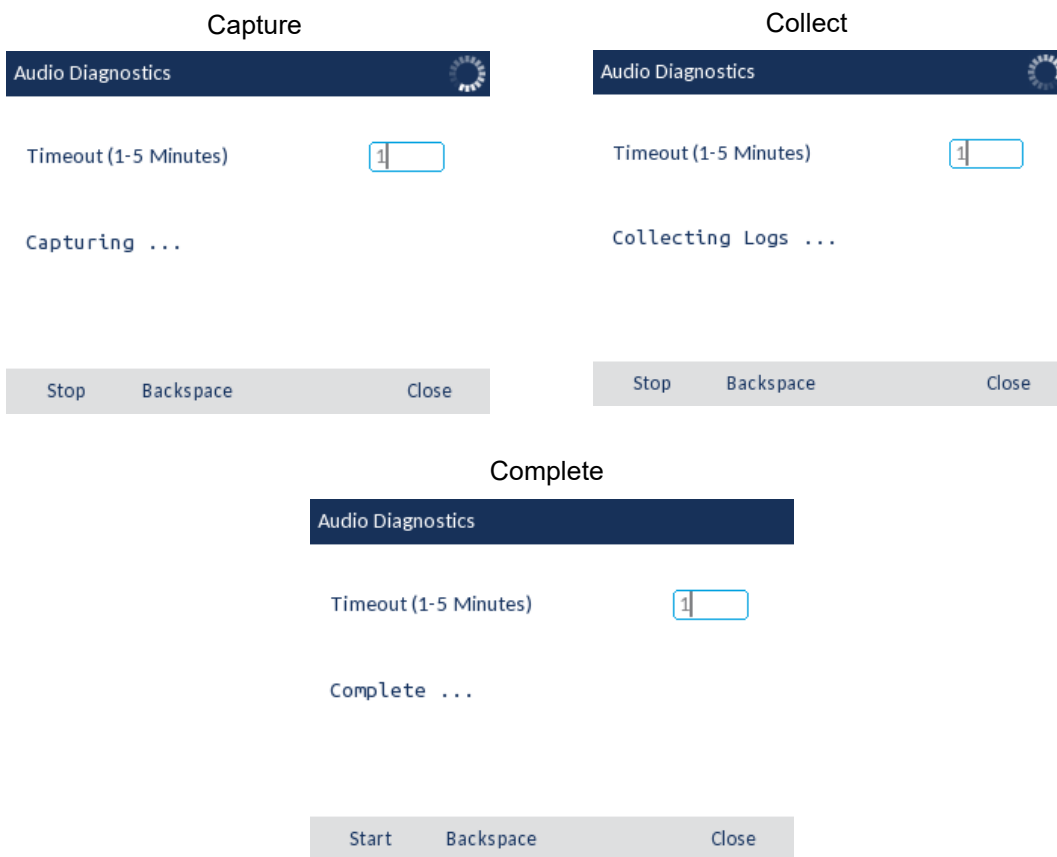 Capture
Audio Diagnostics
Timeout (1-5 Minutes) 1
Capturing ...
Stop Backspace Close
Collect
Audio Diagnostics
Timeout (1-5 Minutes) 1
Collecting Logs ...
Stop Backspace Close
Complete
Audio Diagnostics
Timeout (1-5 Minutes) 1
Complete ...
Start Backspace Close